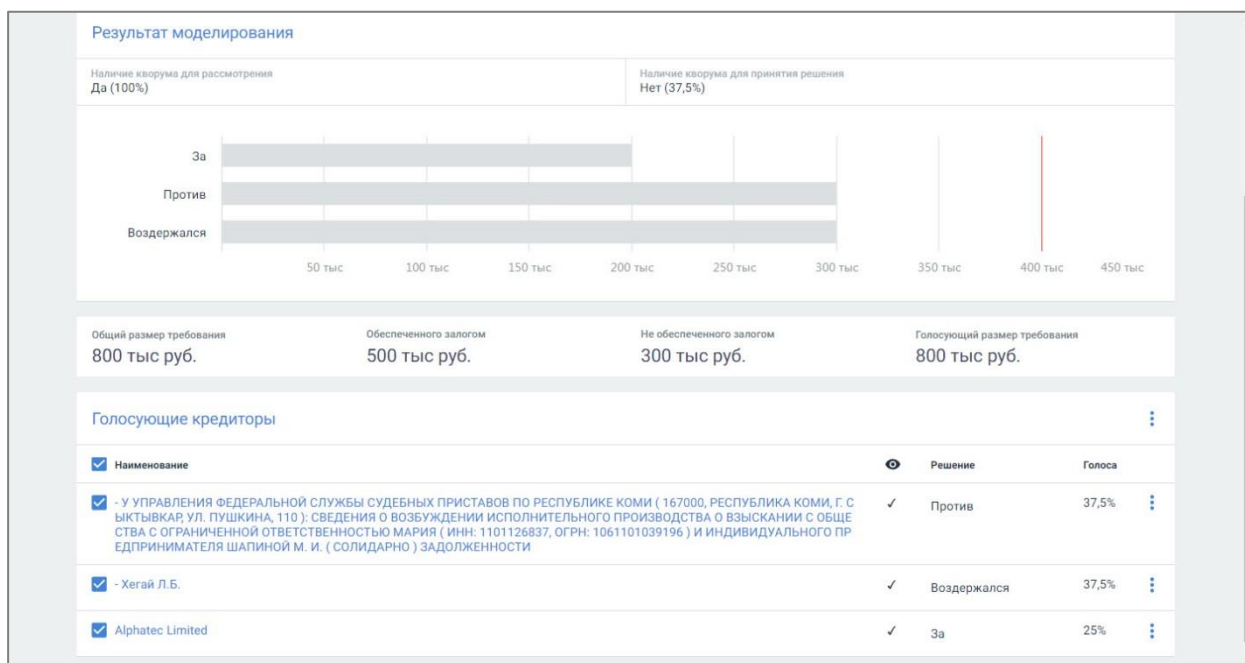 Результат моделирования
Наличие кворума для рассмотрения
Да (100%)
Наличие кворума для принятия решения
Нет (37,5%)
За
Против
Воздержался
50 тыс 100 тыс 150 тыс 200 тыс 250 тыс 300 тыс 350 тыс 400 тыс 450 тыс
Общий размер требования
800 тыс руб.
Обеспеченного залогом
500 тыс руб.
Не обеспеченного залогом
300 тыс руб.
Голосующий размер требования
800 тыс руб.
Голосующие кредиторы
Наименование Решение Голоса
- У УПРАВЛЕНИЯ ФЕДЕРАЛЬНОЙ СЛУЖБЫ СУДЕБНЫХ ПРИСТАВОВ ПО РЕСПУБЛИКЕ КОМИ ( 167000, РЕСПУБЛИКА КОМИ, Г. С
ЫКТЫВКАР, УЛ. ПУШКИНА, 110 ): СВЕДЕНИЯ О ВОЗБУЖДЕНИИ ИСПОЛНИТЕЛЬНОГО ПРОИЗВОДСТВА О ВЗЫСКАНИИ С ОБЩЕ
СТВА С ОГРАНИЧЕННОЙ ОТВЕТСТВЕННОСТЬЮ МАРИЯ ( ИНН: 1101126837, ОГРН: 1061101039196 ) И ИНДИВИДУАЛЬНОГО ПР
ЕДПРИНИМАТЕЛЯ ШАПИНОЙ М. И. ( СОЛИДАРНО ) ЗАДОЛЖЕННОСТИ
Против 37,5%
- Хегай Л.Б. Воздержался 37,5%
Alphatec Limited За 25%